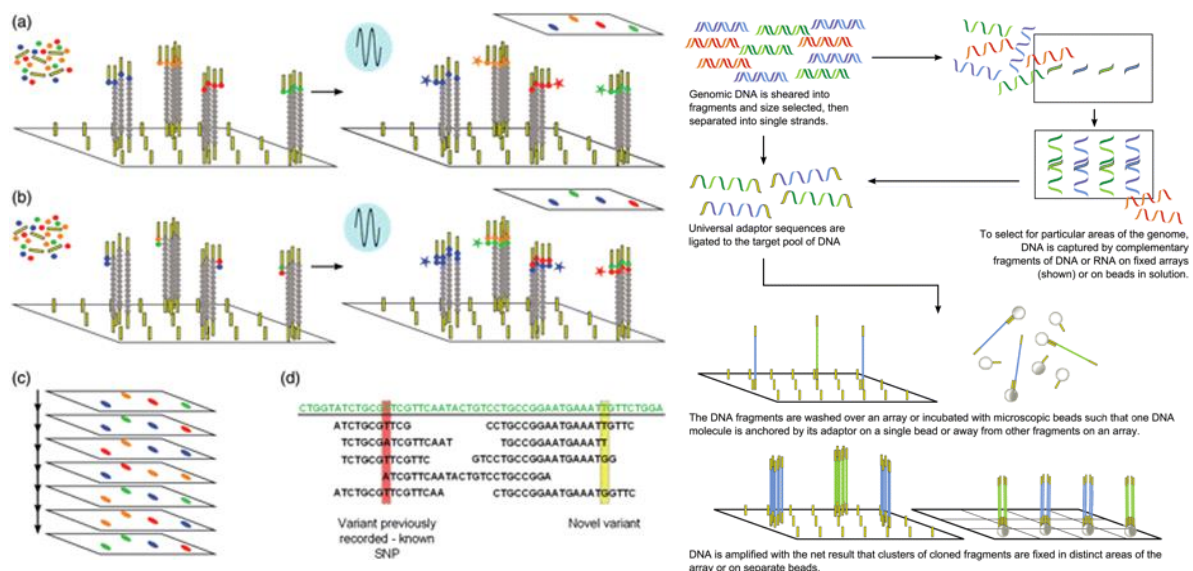 (a)
(b)
(c)
(d)
CTGGTATCTGCGTTCGTTCAATACTGTCCTGCCGGAATGAAATTGTTCTGGA
ATCTGCGTTCG CCTGCCGGAATGAAATTGTTC
TCTGCGATCGTTCAAT TGCCGGAATGAAATT
TCTGCGTTCGTTC GTCCTGCCGGAATGAAATGG
ATCGTTCAATACTGTCCTGCCGGA
ATCTGCGTTCGTTCAA CTGCCGGAATGAAATGGTTC
Variant previously
recorded - known
SNP
Novel variant
Genomic DNA is sheared into
fragments and size selected, then
separated into single strands.
Universal adaptor sequences are
ligated to the target pool of DNA
To select for particular areas of the genome,
DNA is captured by complementary
fragments of DNA or RNA on fixed arrays
(shown) or on beads in solution.
The DNA fragments are washed over an array or incubated with microscopic beads such that one DNA
molecule is anchored by its adaptor on a single bead or away from other fragments on an array.
DNA is amplified with the net result that clusters of cloned fragments are fixed in distinct areas of the
array or on separate beads.